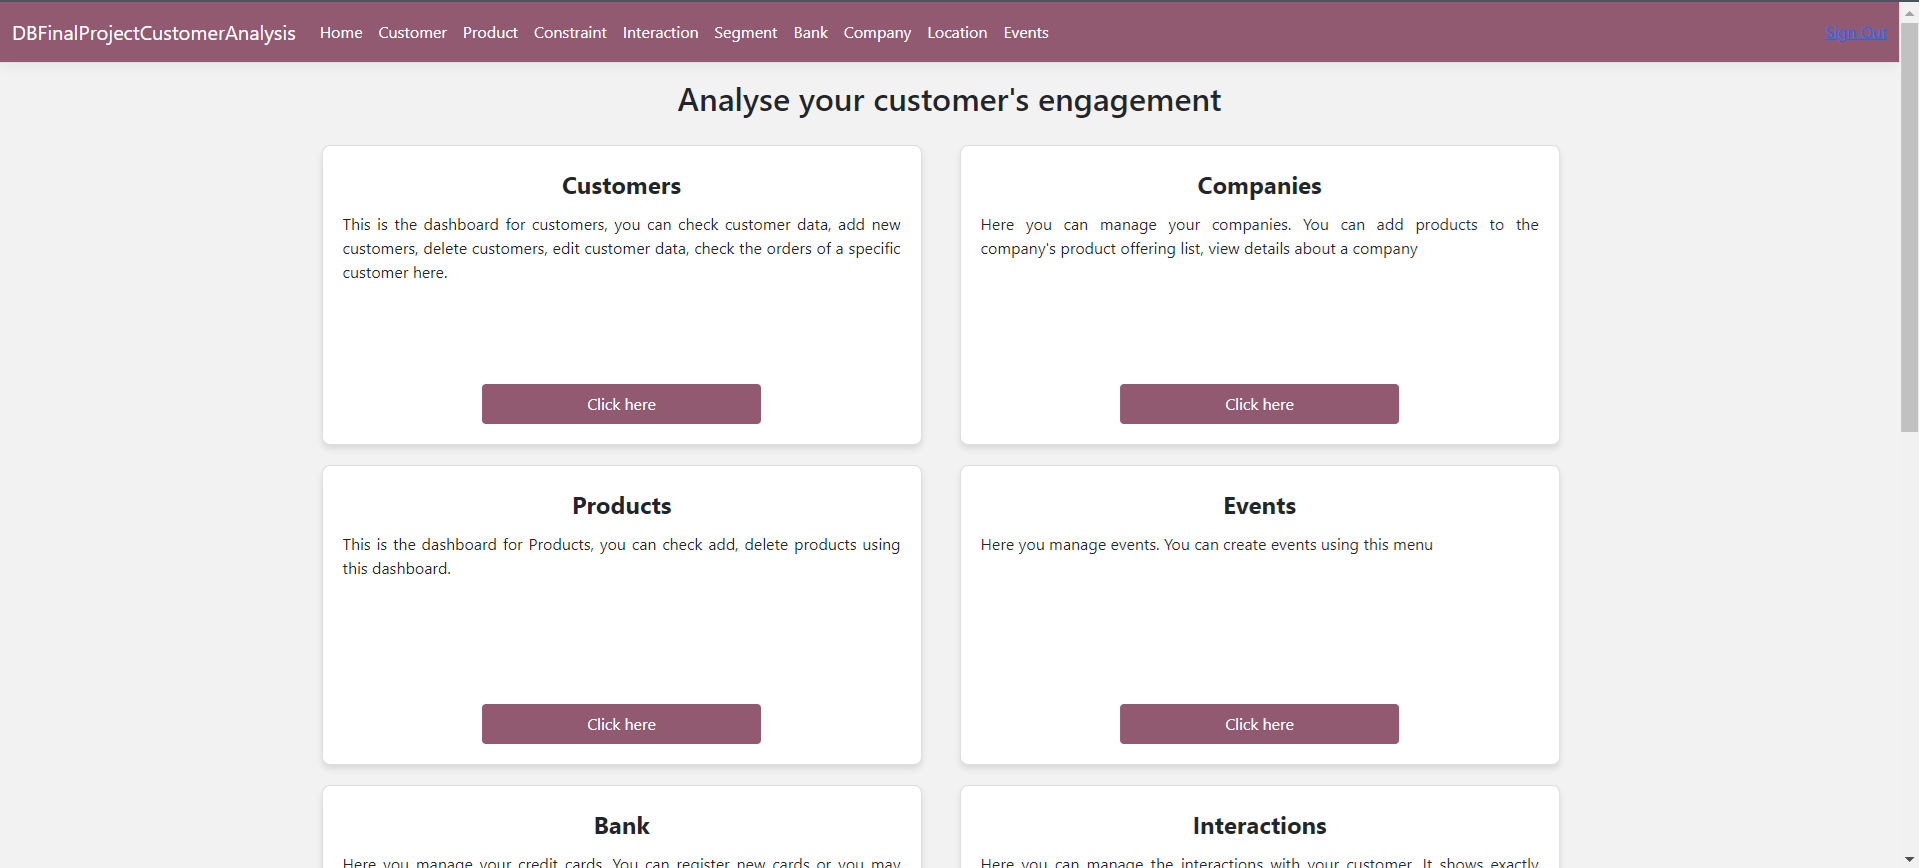 DBFinalProjectCustomerAnalysis Home Customer Product Constraint Interaction Segment Bank Company Location Events Sign Out
Analyse your customer's engagement
Customers
This is the dashboard for customers, you can check customer data, add new
customers, delete customers, edit customer data, check the orders of a specific
customer here.
Click here
Companies
Here you can manage your companies. You can add products to the
company's product offering list, view details about a company
Click here
Products
This is the dashboard for Products, you can check add, delete products using
this dashboard.
Click here
Events
Here you manage events. You can create events using this menu
Click here
Bank
Here you manage your credit cards. You can register new cards or you may
Interactions
Here you can manage the interactions with your customer. It shows exactly